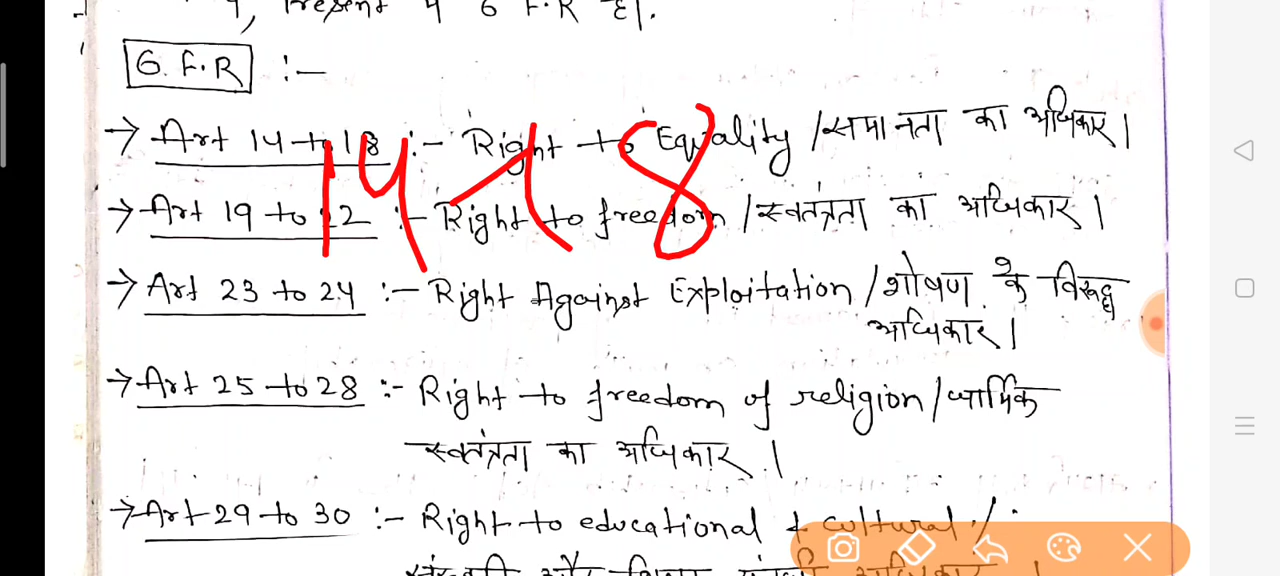 Present में 6 F.R है।
6. F.R :-
→ Art 14 to 18 :- Right to Equality / समानता का अधिकार।
→ Art 19 to 22 :- Right to freedom / स्वतंत्रता का अधिकार।
14 18
→ Art 23 to 24 :- Right Against Exploitation / शोषण के विरूद्ध
अधिकार।
→ Art 25 to 28 :- Right to freedom of religion / धार्मिक
स्वतंत्रता का अधिकार।
→ Art 29 to 30 :- Right to educational & cultural /